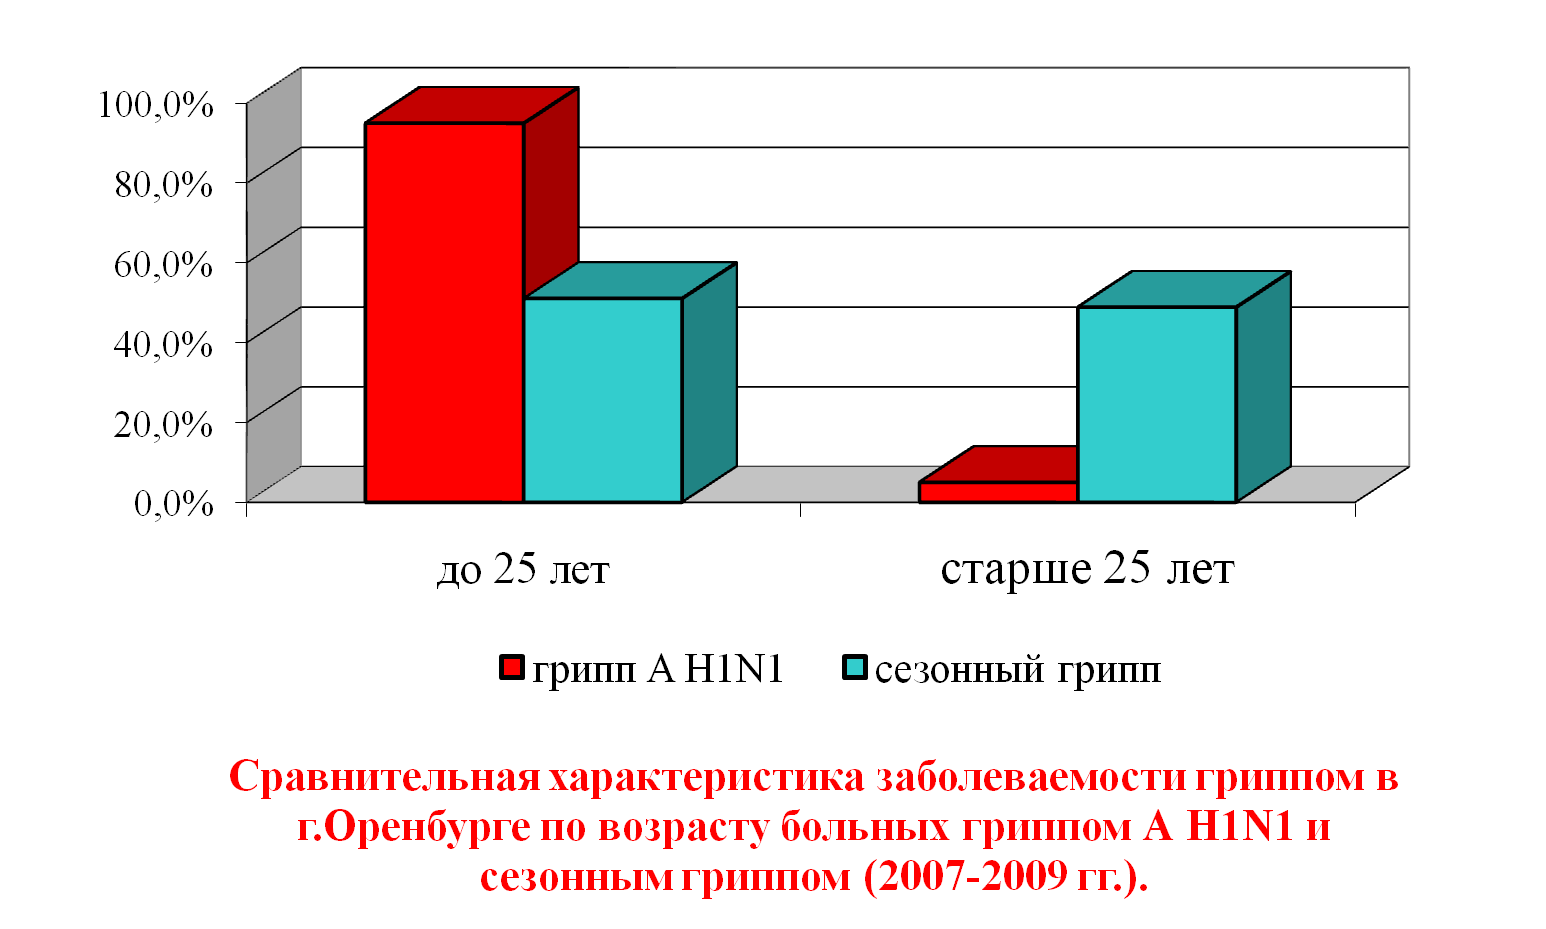 100,0%
80,0%
60,0%
40,0%
20,0%
0,0%
до 25 лет
старше 25 лет
грипп А H1N1
сезонный грипп
Сравнительная характеристика заболеваемости гриппом в
г.Оренбурге по возрасту больных гриппом А H1N1 и
сезонным гриппом (2007-2009 гг.).